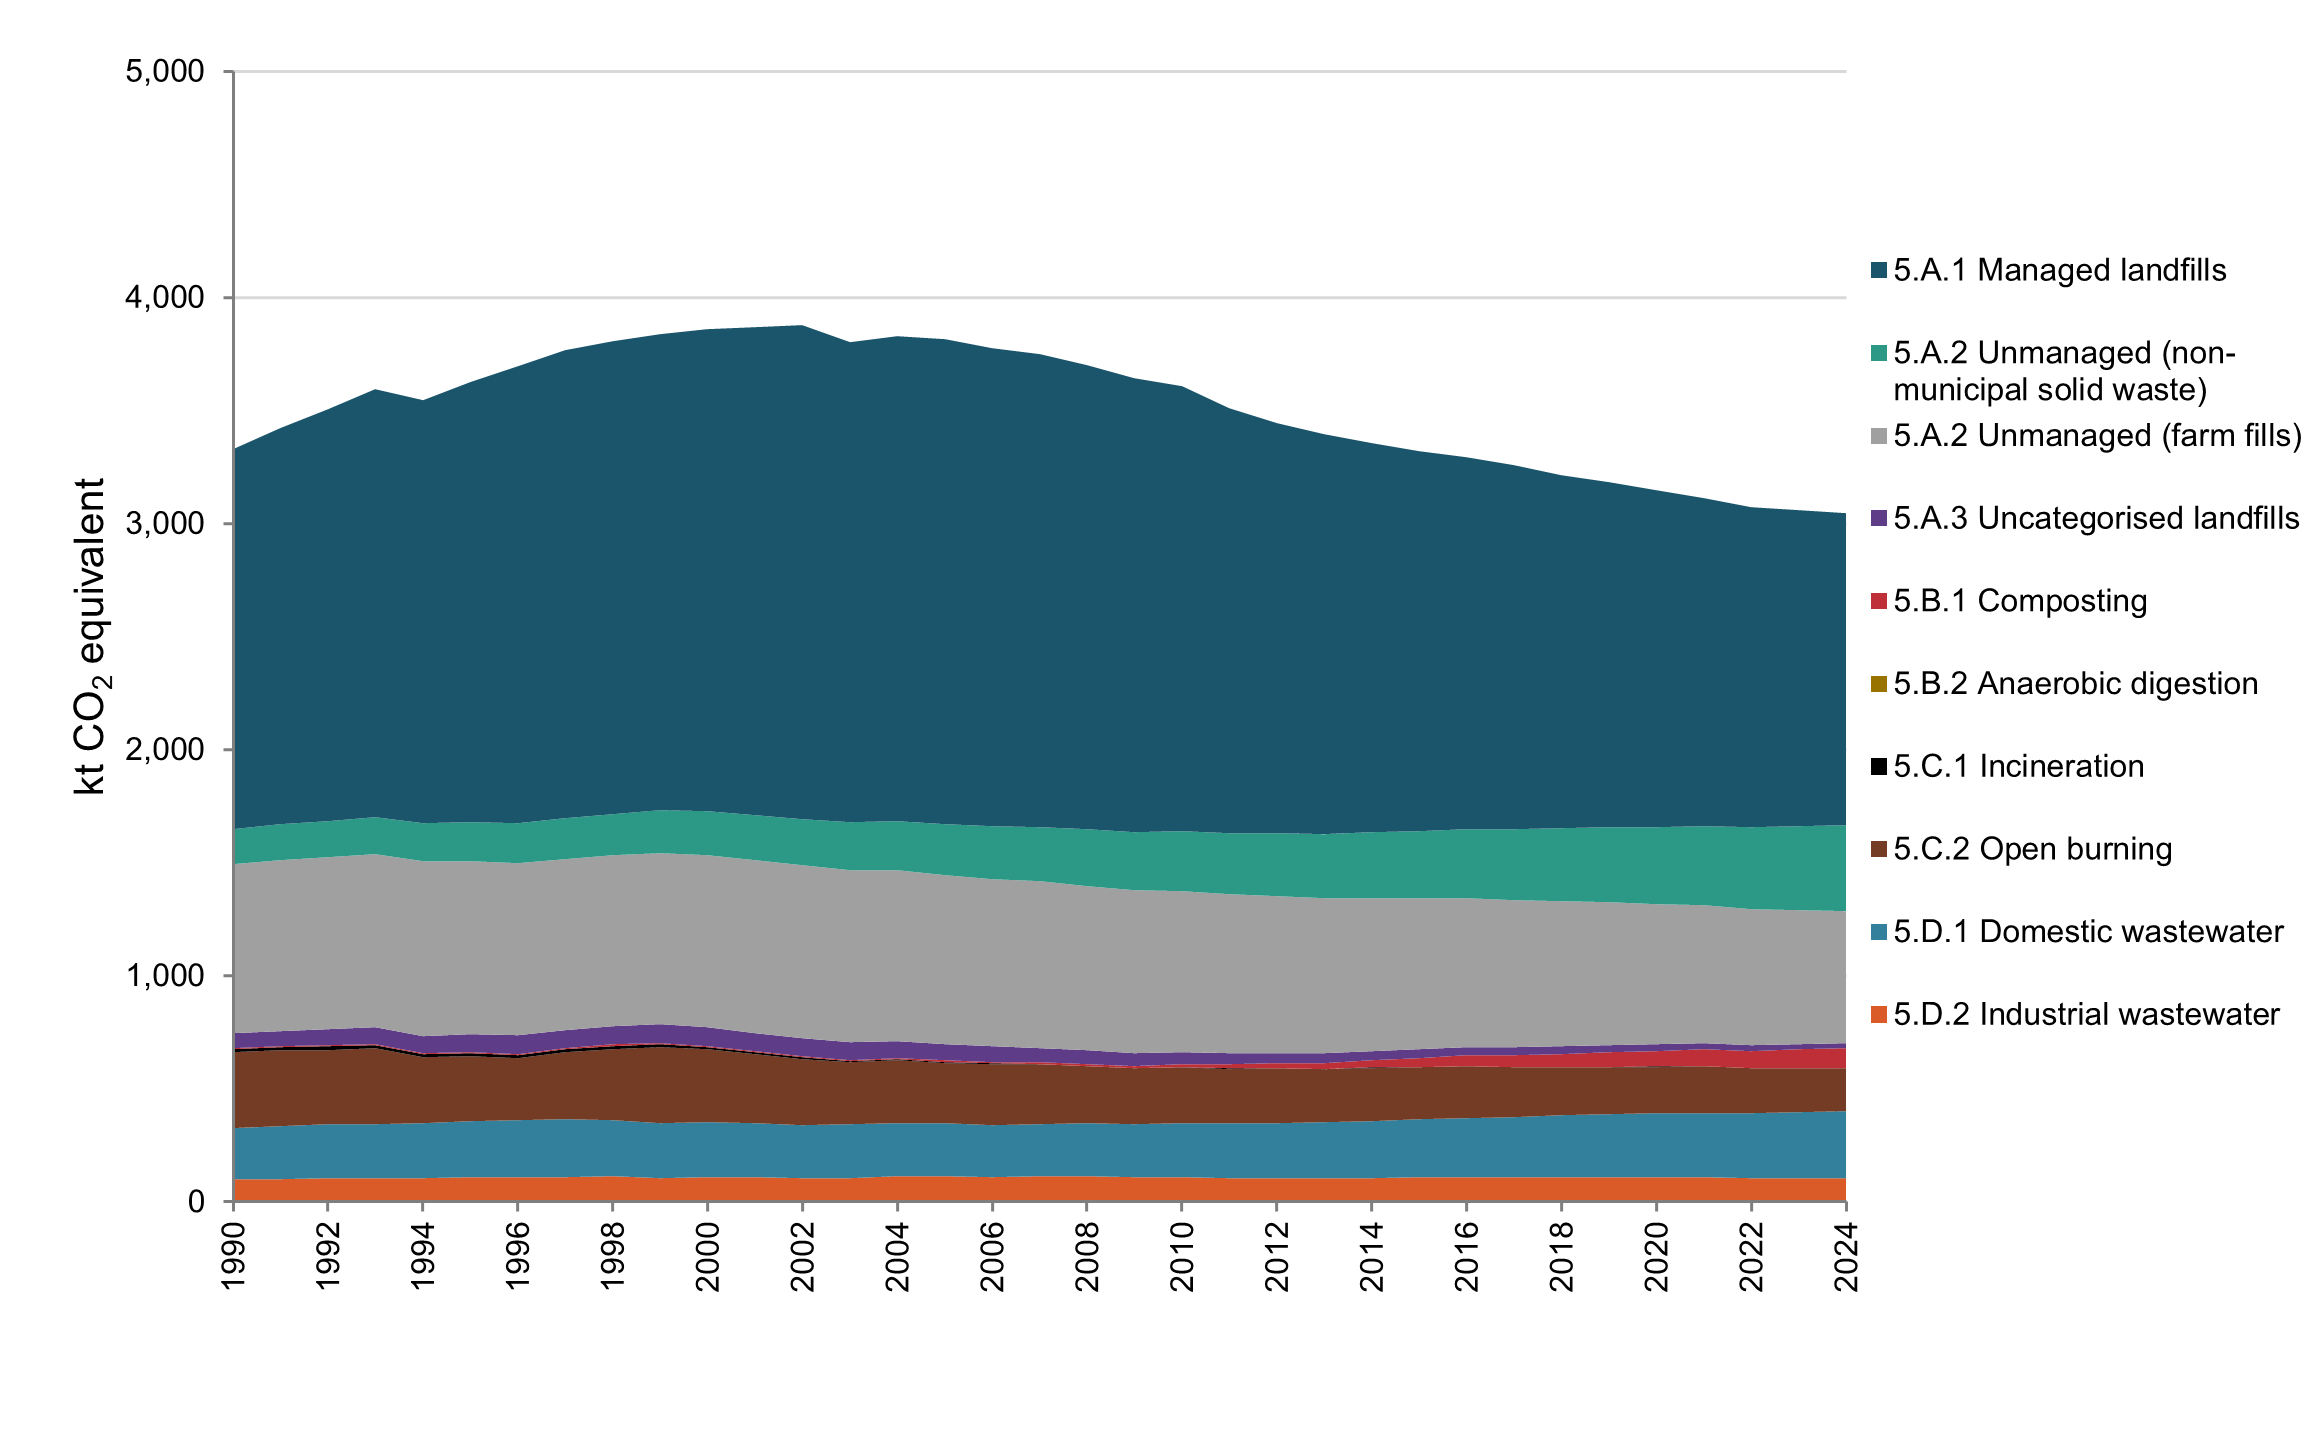 5,000
4,000
3,000
2,000
1,000
0
kt CO₂ equivalent
1990
1992
1994
1996
1998
2000
2002
2004
2006
2008
2010
2012
2014
2016
2018
2020
2022
2024
5.A.1 Managed landfills
5.A.2 Unmanaged (non-
municipal solid waste)
5.A.2 Unmanaged (farm fills)
5.A.3 Uncategorised landfills
5.B.1 Composting
5.B.2 Anaerobic digestion
5.C.1 Incineration
5.C.2 Open burning
5.D.1 Domestic wastewater
5.D.2 Industrial wastewater